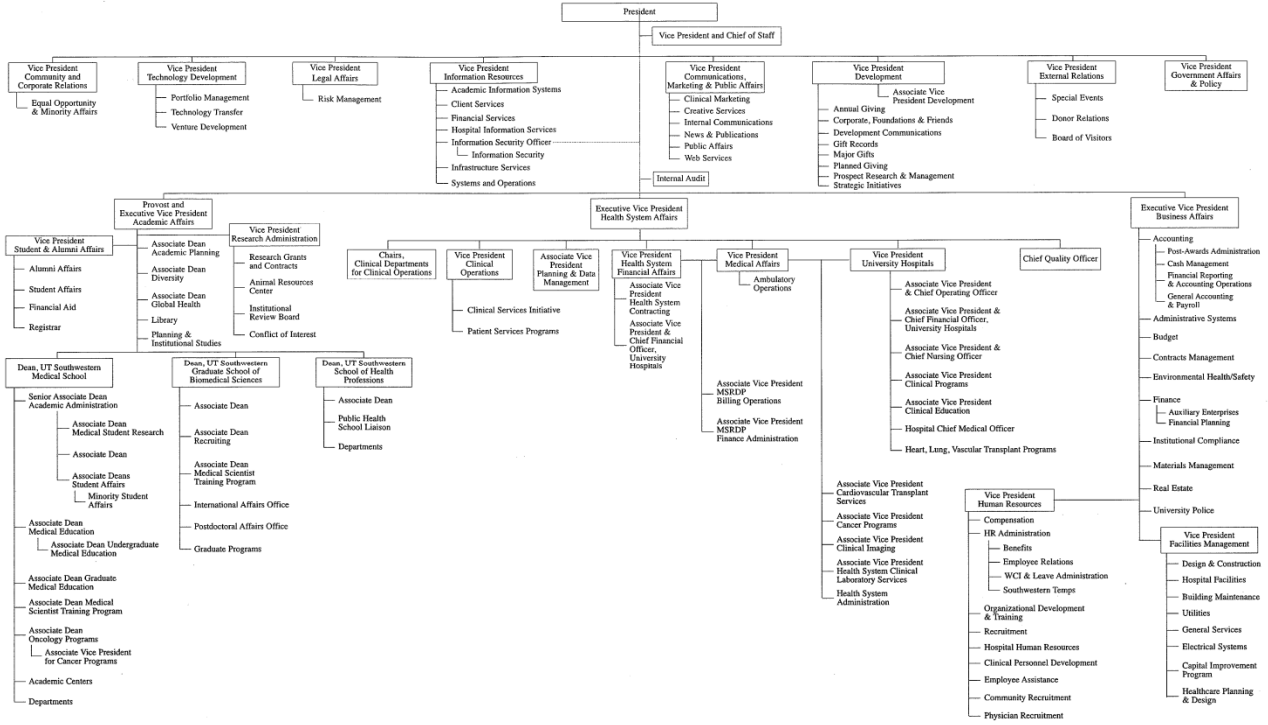 President
Vice President and Chief of Staff
Vice President
Community and
Corporate Relations
Equal Opportunity
& Minority Affairs
Vice President
Technology Development
Portfolio Management
Technology Transfer
Venture Development
Vice President
Legal Affairs
Risk Management
Vice President
Information Resources
Academic Information Systems
Client Services
Financial Services
Hospital Information Services
Information Security Officer
Information Security
Infrastructure Services
Systems and Operations
Vice President
Communications,
Marketing & Public Affairs
Clinical Marketing
Creative Services
Internal Communications
News & Publications
Public Affairs
Web Services
Vice President
Development
Associate Vice
President Development
Annual Giving
Corporate, Foundations & Friends
Development Communications
Gift Records
Major Gifts
Planned Giving
Prospect Research & Management
Strategic Initiatives
Vice President
External Relations
Special Events
Donor Relations
Board of Visitors
Vice President
Government Affairs
& Policy
Internal Audit
Provost and
Executive Vice President
Academic Affairs
Vice President
Student & Alumni Affairs
Alumni Affairs
Student Affairs
Financial Aid
Registrar
Associate Dean
Academic Planning
Associate Dean
Diversity
Associate Dean
Global Health
Library
Planning &
Institutional Studies
Vice President
Research Administration
Research Grants
and Contracts
Animal Resources
Center
Institutional
Review Board
Conflict of Interest
Dean, UT Southwestern
Medical School
Senior Associate Dean
Academic Administration
Associate Dean
Medical Student Research
Associate Dean
Associate Deans
Student Affairs
Minority Student
Affairs
Associate Dean
Medical Education
Associate Dean Undergraduate
Medical Education
Associate Dean Graduate
Medical Education
Associate Dean Medical
Scientist Training Program
Associate Dean
Oncology Programs
Associate Vice President
for Cancer Programs
Academic Centers
Departments
Dean, UT Southwestern
Graduate School of
Biomedical Sciences
Associate Dean
Associate Dean
Recruiting
Associate Dean
Medical Scientist
Training Program
International Affairs Office
Postdoctoral Affairs Office
Graduate Programs
Dean, UT Southwestern
School of Health
Professions
Associate Dean
Public Health
School Liaison
Departments
Executive Vice President
Health System Affairs
Chairs,
Clinical Departments
for Clinical Operations
Vice President
Clinical
Operations
Clinical Services Initiative
Patient Services Programs
Associate Vice
President
Planning & Data
Management
Vice President
Health System
Financial Affairs
Associate Vice
President
Health System
Contracting
Associate Vice
President &
Chief Financial
Officer,
University
Hospitals
Vice President
Medical Affairs
Ambulatory
Operations
Associate Vice President
MSRDP
Billing Operations
Associate Vice President
MSRDP
Finance Administration
Vice President
University Hospitals
Associate Vice President
& Chief Operating Officer
Associate Vice President &
Chief Financial Officer,
University Hospitals
Associate Vice President &
Chief Nursing Officer
Associate Vice President
Clinical Programs
Associate Vice President
Clinical Education
Hospital Chief Medical Officer
Heart, Lung, Vascular Transplant Programs
Associate Vice President
Cardiovascular Transplant
Services
Associate Vice President
Cancer Programs
Associate Vice President
Clinical Imaging
Associate Vice President
Health System Clinical
Laboratory Services
Health System
Administration
Chief Quality Officer
Executive Vice President
Business Affairs
Accounting
Post-Awards Administration
Cash Management
Financial Reporting
& Accounting Operations
General Accounting
& Payroll
Administrative Systems
Budget
Contracts Management
Environmental Health/Safety
Finance
Auxiliary Enterprises
Financial Planning
Institutional Compliance
Materials Management
Real Estate
University Police
Vice President
Human Resources
Compensation
HR Administration
Benefits
Employee Relations
WCI & Leave Administration
Southwestern Temps
Organizational Development
& Training
Recruitment
Hospital Human Resources
Clinical Personnel Development
Employee Assistance
Community Recruitment
Physician Recruitment
Vice President
Facilities Management
Design & Construction
Hospital Facilities
Building Maintenance
Utilities
General Services
Electrical Systems
Capital Improvement
Program
Healthcare Planning
& Design